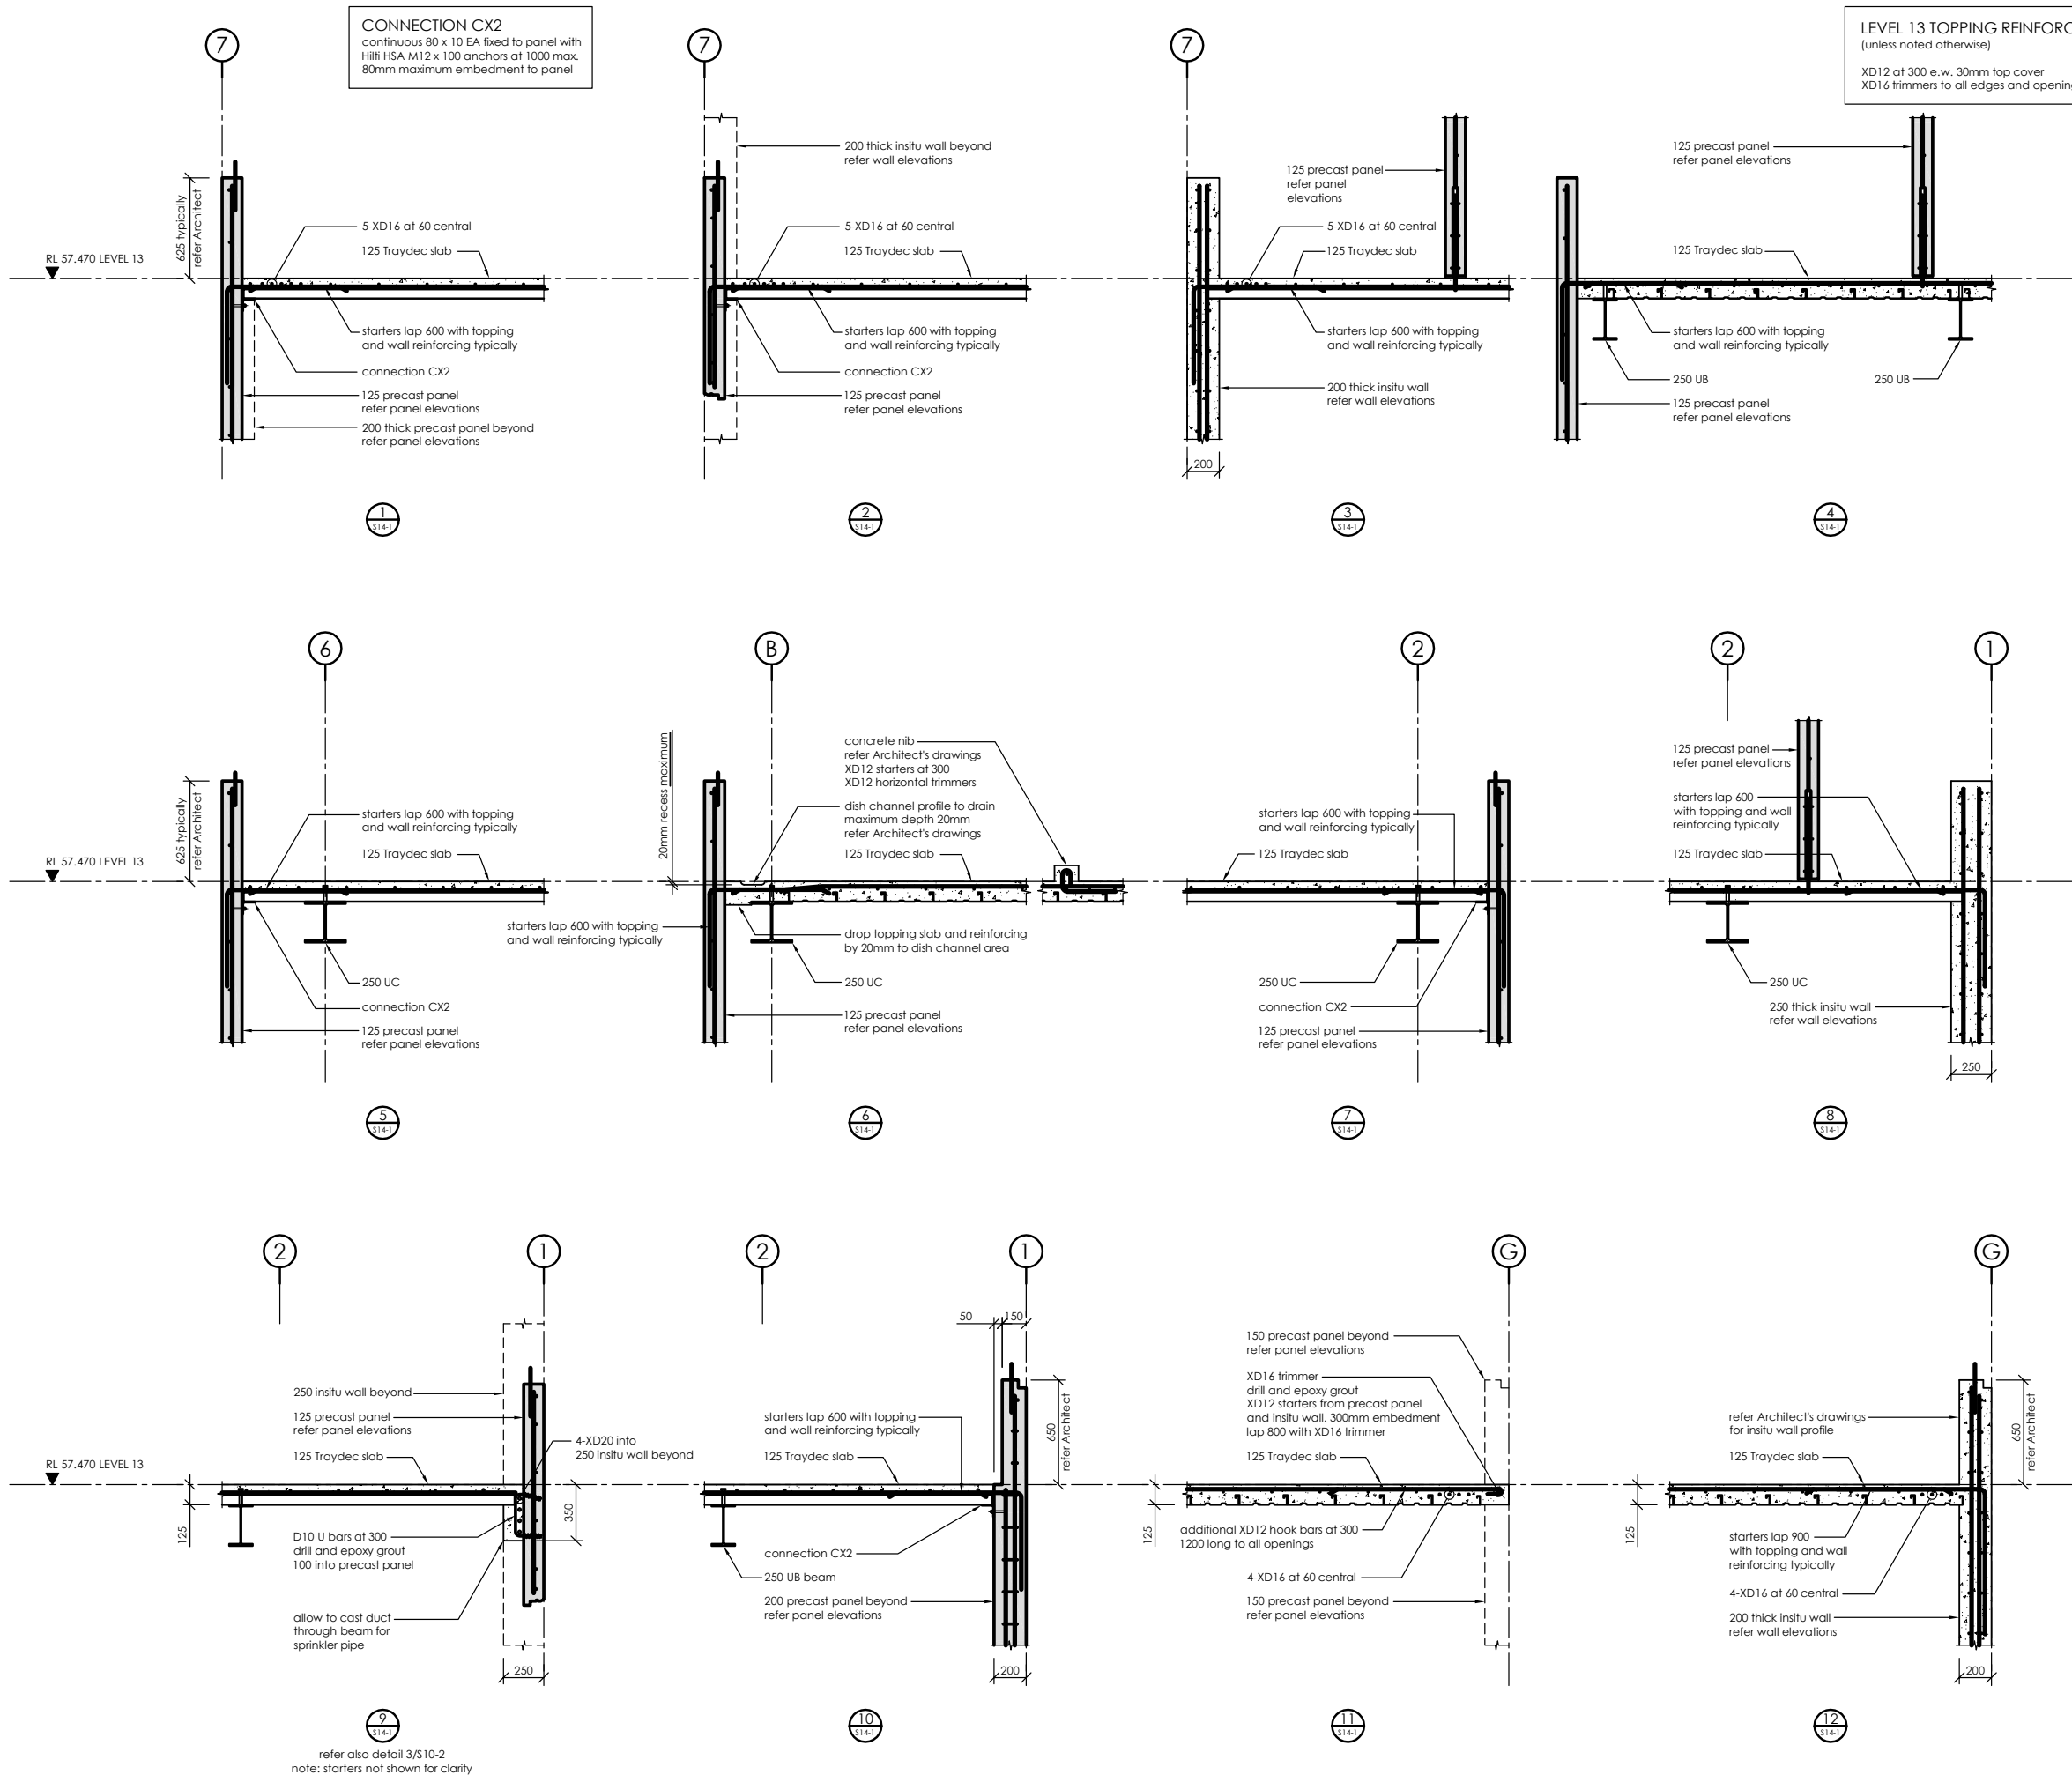 CONNECTION CX2
continuous 80 x 10 EA fixed to panel with
Hilti HSA M12 x 100 anchors at 1000 max.
80mm maximum embedment to panel
LEVEL 13 TOPPING REINFORC
(unless noted otherwise)
XD12 at 300 e.w. 30mm top cover
XD16 trimmers to all edges and opening
7
625 typically
refer Architect
RL 57.470 LEVEL 13
5-XD16 at 60 central
125 Traydec slab
starters lap 600 with topping
and wall reinforcing typically
connection CX2
125 precast panel
refer panel elevations
200 thick precast panel beyond
refer panel elevations
1
S14-1
7
200 thick insitu wall beyond
refer wall elevations
5-XD16 at 60 central
125 Traydec slab
starters lap 600 with topping
and wall reinforcing typically
connection CX2
125 precast panel
refer panel elevations
2
S14-1
7
125 precast panel
refer panel
elevations
5-XD16 at 60 central
125 Traydec slab
starters lap 600 with topping
and wall reinforcing typically
200 thick insitu wall
refer wall elevations
200
3
S14-1
125 precast panel
refer panel elevations
125 Traydec slab
starters lap 600 with topping
and wall reinforcing typically
250 UB
250 UB
125 precast panel
refer panel elevations
4
S14-1
6
625 typically
refer Architect
RL 57.470 LEVEL 13
starters lap 600 with topping
and wall reinforcing typically
125 Traydec slab
250 UC
connection CX2
125 precast panel
refer panel elevations
5
S14-1
B
20mm recess maximum
concrete nib
refer Architect's drawings
XD12 starters at 300
XD12 horizontal trimmers
dish channel profile to drain
maximum depth 20mm
refer Architect's drawings
125 Traydec slab
starters lap 600 with topping
and wall reinforcing typically
drop topping slab and reinforcing
by 20mm to dish channel area
250 UC
125 precast panel
refer panel elevations
6
S14-1
2
starters lap 600 with topping
and wall reinforcing typically
125 Traydec slab
250 UC
connection CX2
125 precast panel
refer panel elevations
7
S14-1
2
1
125 precast panel
refer panel elevations
starters lap 600
with topping and wall
reinforcing typically
125 Traydec slab
250 UC
250 thick insitu wall
refer wall elevations
250
8
S14-1
2
1
250 insitu wall beyond
125 precast panel
refer panel elevations
125 Traydec slab
4-XD20 into
250 insitu wall beyond
RL 57.470 LEVEL 13
125
350
D10 U bars at 300
drill and epoxy grout
100 into precast panel
allow to cast duct
through beam for
sprinkler pipe
250
9
S14-1
refer also detail 3/S10-2
note: starters not shown for clarity
2
1
50
150
650
refer Architect
starters lap 600 with topping
and wall reinforcing typically
125 Traydec slab
connection CX2
250 UB beam
200 precast panel beyond
refer panel elevations
200
10
S14-1
G
150 precast panel beyond
refer panel elevations
XD16 trimmer
drill and epoxy grout
XD12 starters from precast panel
and insitu wall. 300mm embedment
lap 800 with XD16 trimmer
125 Traydec slab
125
additional XD12 hook bars at 300
1200 long to all openings
4-XD16 at 60 central
150 precast panel beyond
refer panel elevations
11
S14-1
G
650
refer Architect
refer Architect's drawings
for insitu wall profile
125 Traydec slab
125
starters lap 900
with topping and wall
reinforcing typically
4-XD16 at 60 central
200 thick insitu wall
refer wall elevations
200
12
S14-1